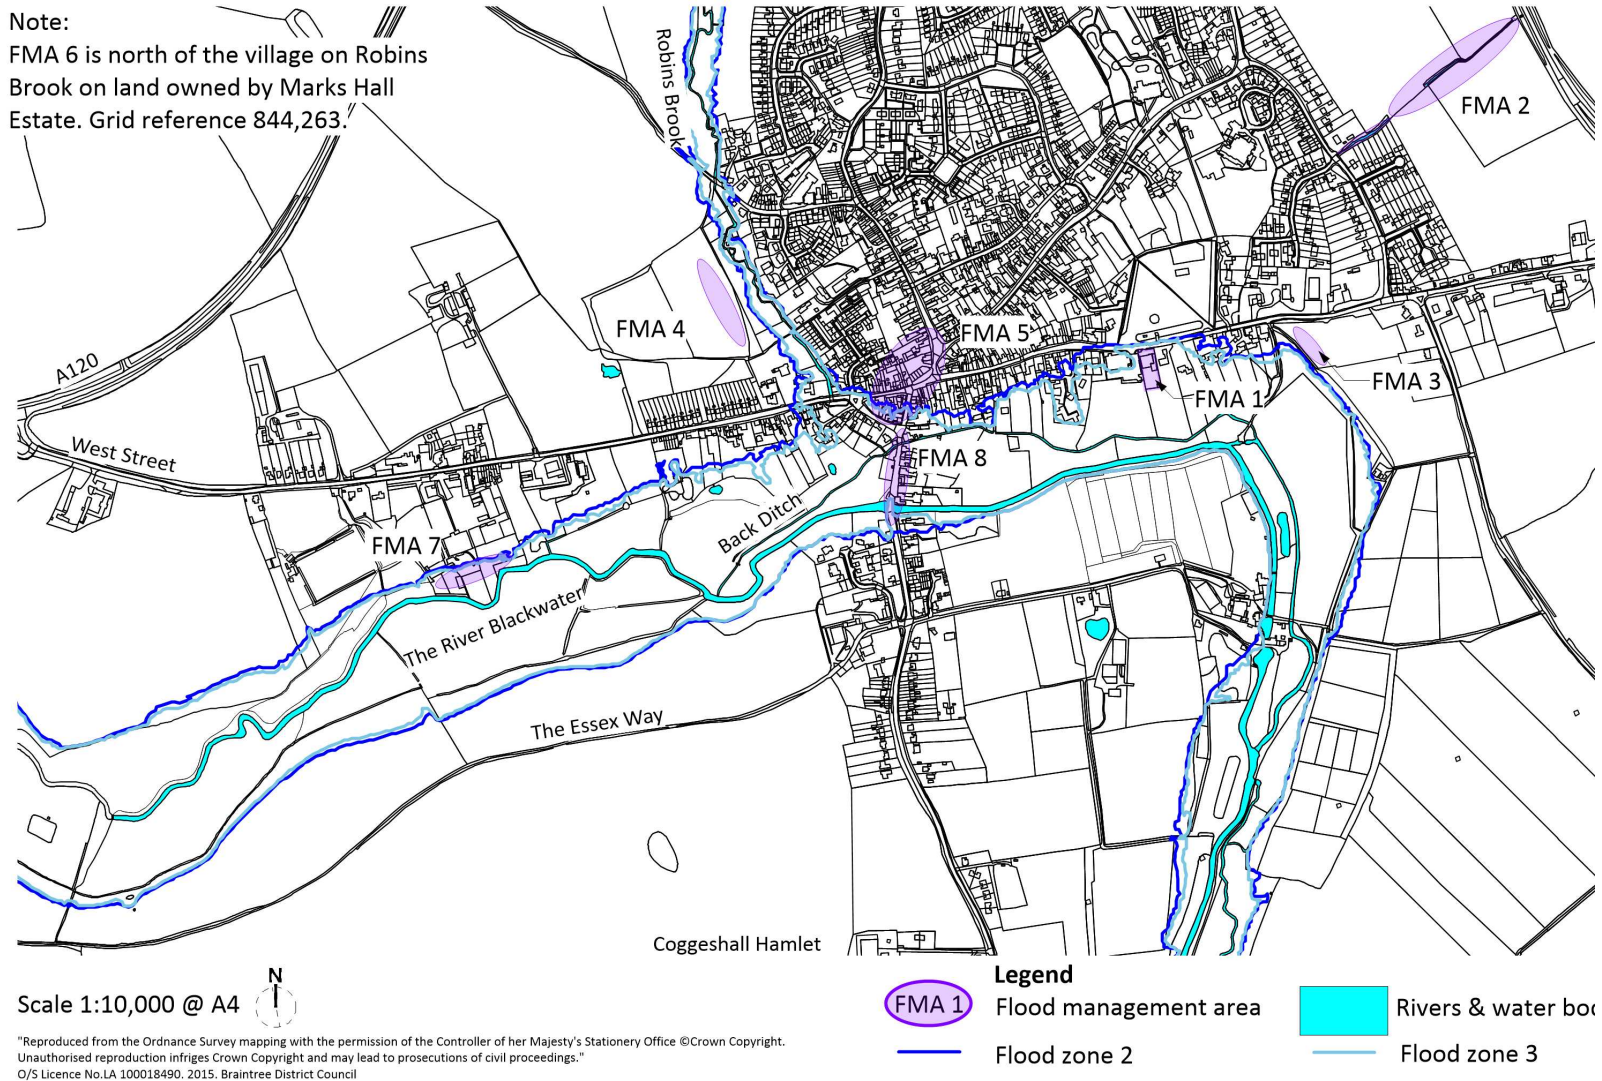 Note:
FMA 6 is north of the village on Robins
Brook on land owned by Marks Hall
Estate. Grid reference 844,263.
Robins Brook
FMA 2
A120
FMA 4
FMA 5
FMA 3
FMA 1
West Street
FMA 8
Back Ditch
FMA 7
The River Blackwater
The Essex Way
Coggeshall Hamlet
N
Scale 1:10,000 @ A4
Legend
FMA 1 Flood management area
Rivers & water bo
Flood zone 2
Flood zone 3
"Reproduced from the Ordnance Survey mapping with the permission of the Controller of her Majesty's Stationery Office ©Crown Copyright.
Unauthorised reproduction infriges Crown Copyright and may lead to prosecutions of civil proceedings."
O/S Licence No.LA 100018490. 2015. Braintree District Council